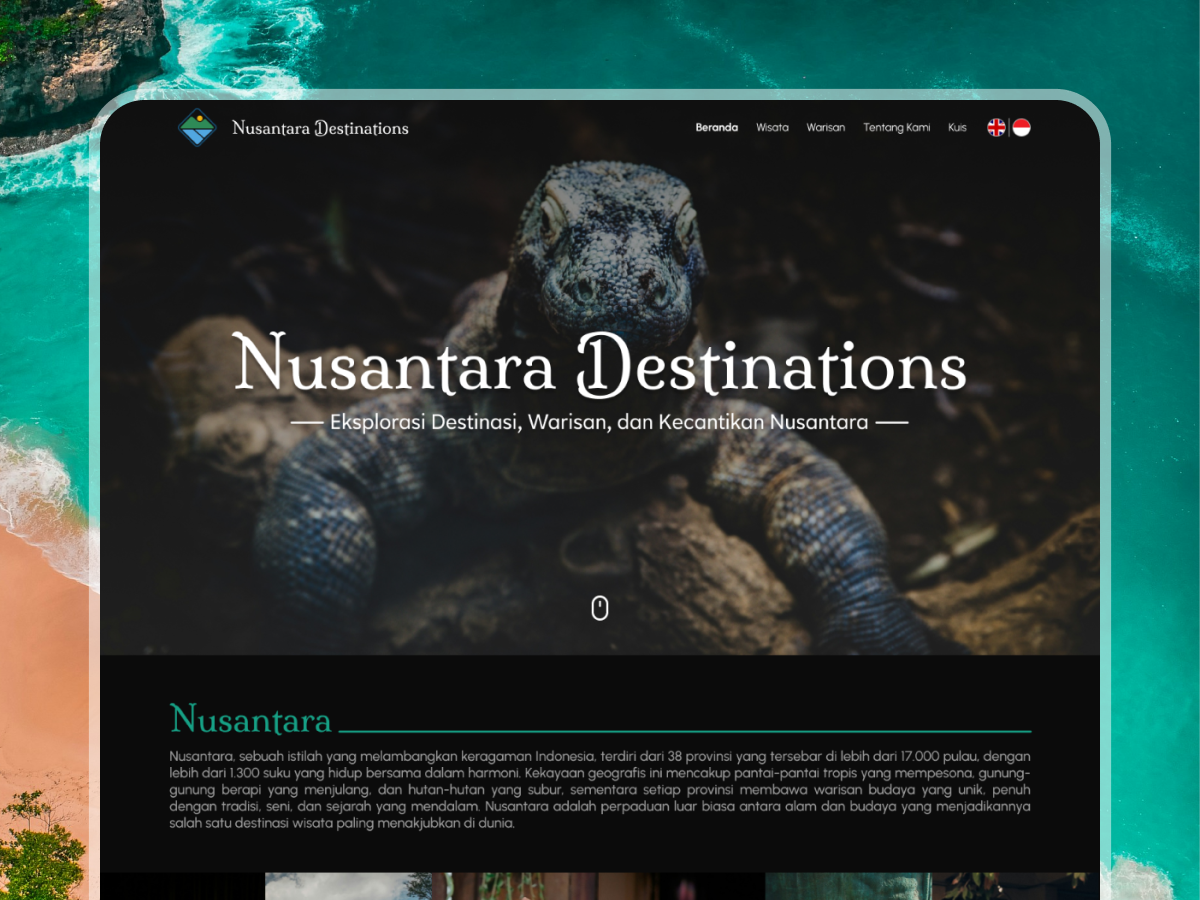 Nusantara Destinations
Beranda Wisata Warisan Tentang Kami Kuis
Nusantara Destinations
Eksplorasi Destinasi, Warisan, dan Kecantikan Nusantara
Nusantara
Nusantara, sebuah istilah yang melambangkan keragaman Indonesia, terdiri dari 38 provinsi yang tersebar di lebih dari 17.000 pulau, dengan
lebih dari 1.300 suku yang hidup bersama dalam harmoni. Kekayaan geografis ini mencakup pantai-pantai tropis yang mempesona, gunung-
gunung berapi yang menjulang, dan hutan-hutan yang subur, sementara setiap provinsi membawa warisan budaya yang unik, penuh
dengan tradisi, seni, dan sejarah yang mendalam. Nusantara adalah perpaduan luar biasa antara alam dan budaya yang menjadikannya
salah satu destinasi wisata paling menakjubkan di dunia.